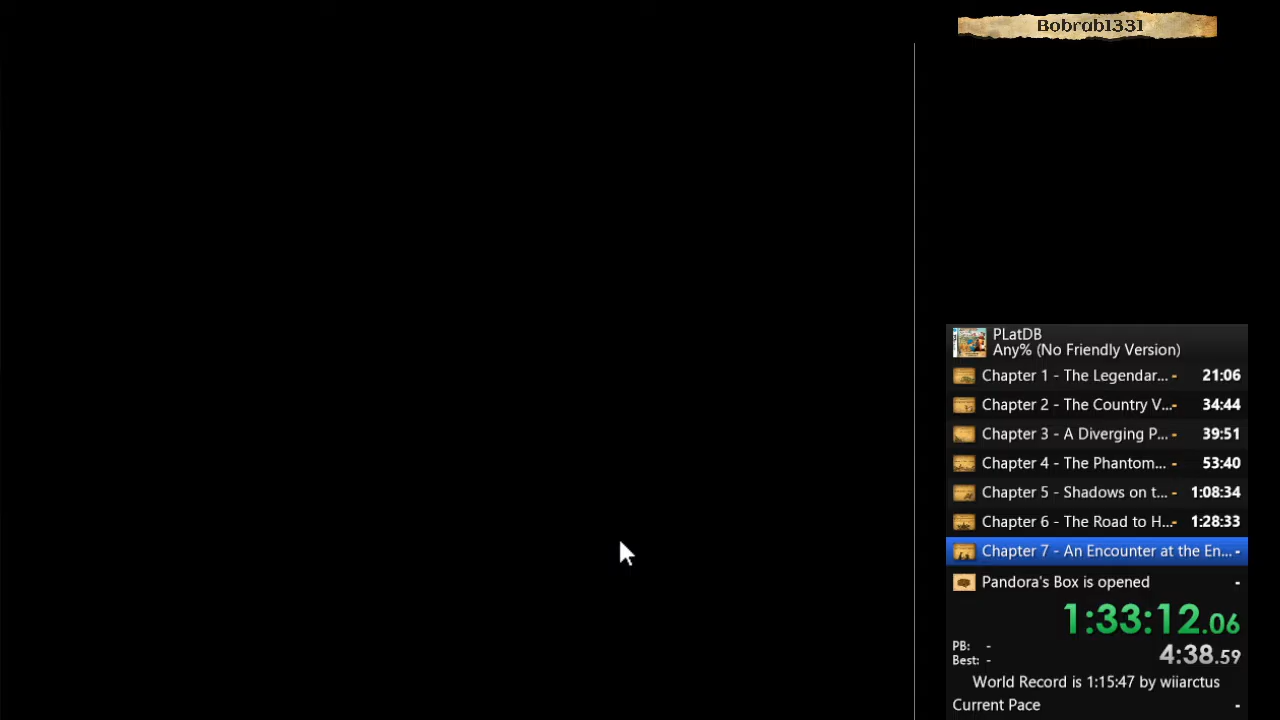 Bobrab1331
PLatDB
Any% (No Friendly Version)
Chapter 1 - The Legendar... - 21:06
Chapter 2 - The Country V... - 34:44
Chapter 3 - A Diverging P... - 39:51
Chapter 4 - The Phantom... - 53:40
Chapter 5 - Shadows on t... - 1:08:34
Chapter 6 - The Road to H... - 1:28:33
Chapter 7 - An Encounter at the En... -
Pandora's Box is opened -
1:33:12.06
PB: -
Best: - 4:38.59
World Record is 1:15:47 by wiiarctus
Current Pace -